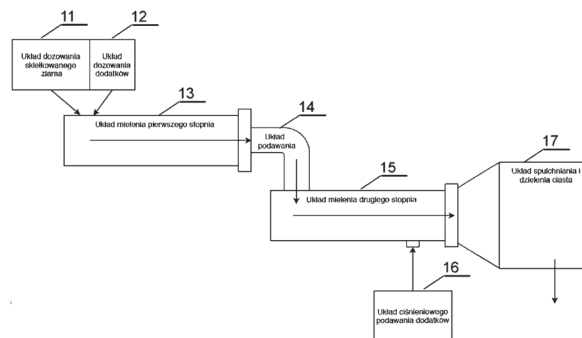 11
12
Układ dozowania
skiełkowanego
ziarna
Układ
dozowania
dodatków
13
Układ mielenia pierwszego stopnia
14
Układ
podawania
15
Układ mielenia drugiego stopnia
17
Układ spulchniania i
dzielenia ciasta
16
Układ ciśnieniowego
podawania dodatków